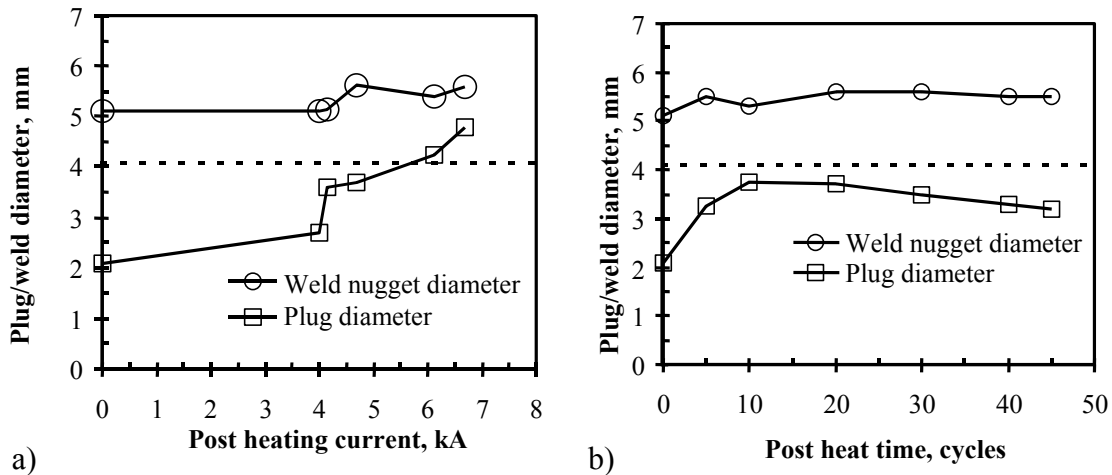 7
6
5
4
3
2
1
0
Plug/weld diameter, mm
Weld nugget diameter
Plug diameter
0 1 2 3 4 5 6 7 8
Post heating current, kA
a)
7
6
5
4
3
2
1
0
Plug/weld diameter, mm
Weld nugget diameter
Plug diameter
0 10 20 30 40 50
Post heat time, cycles
b)